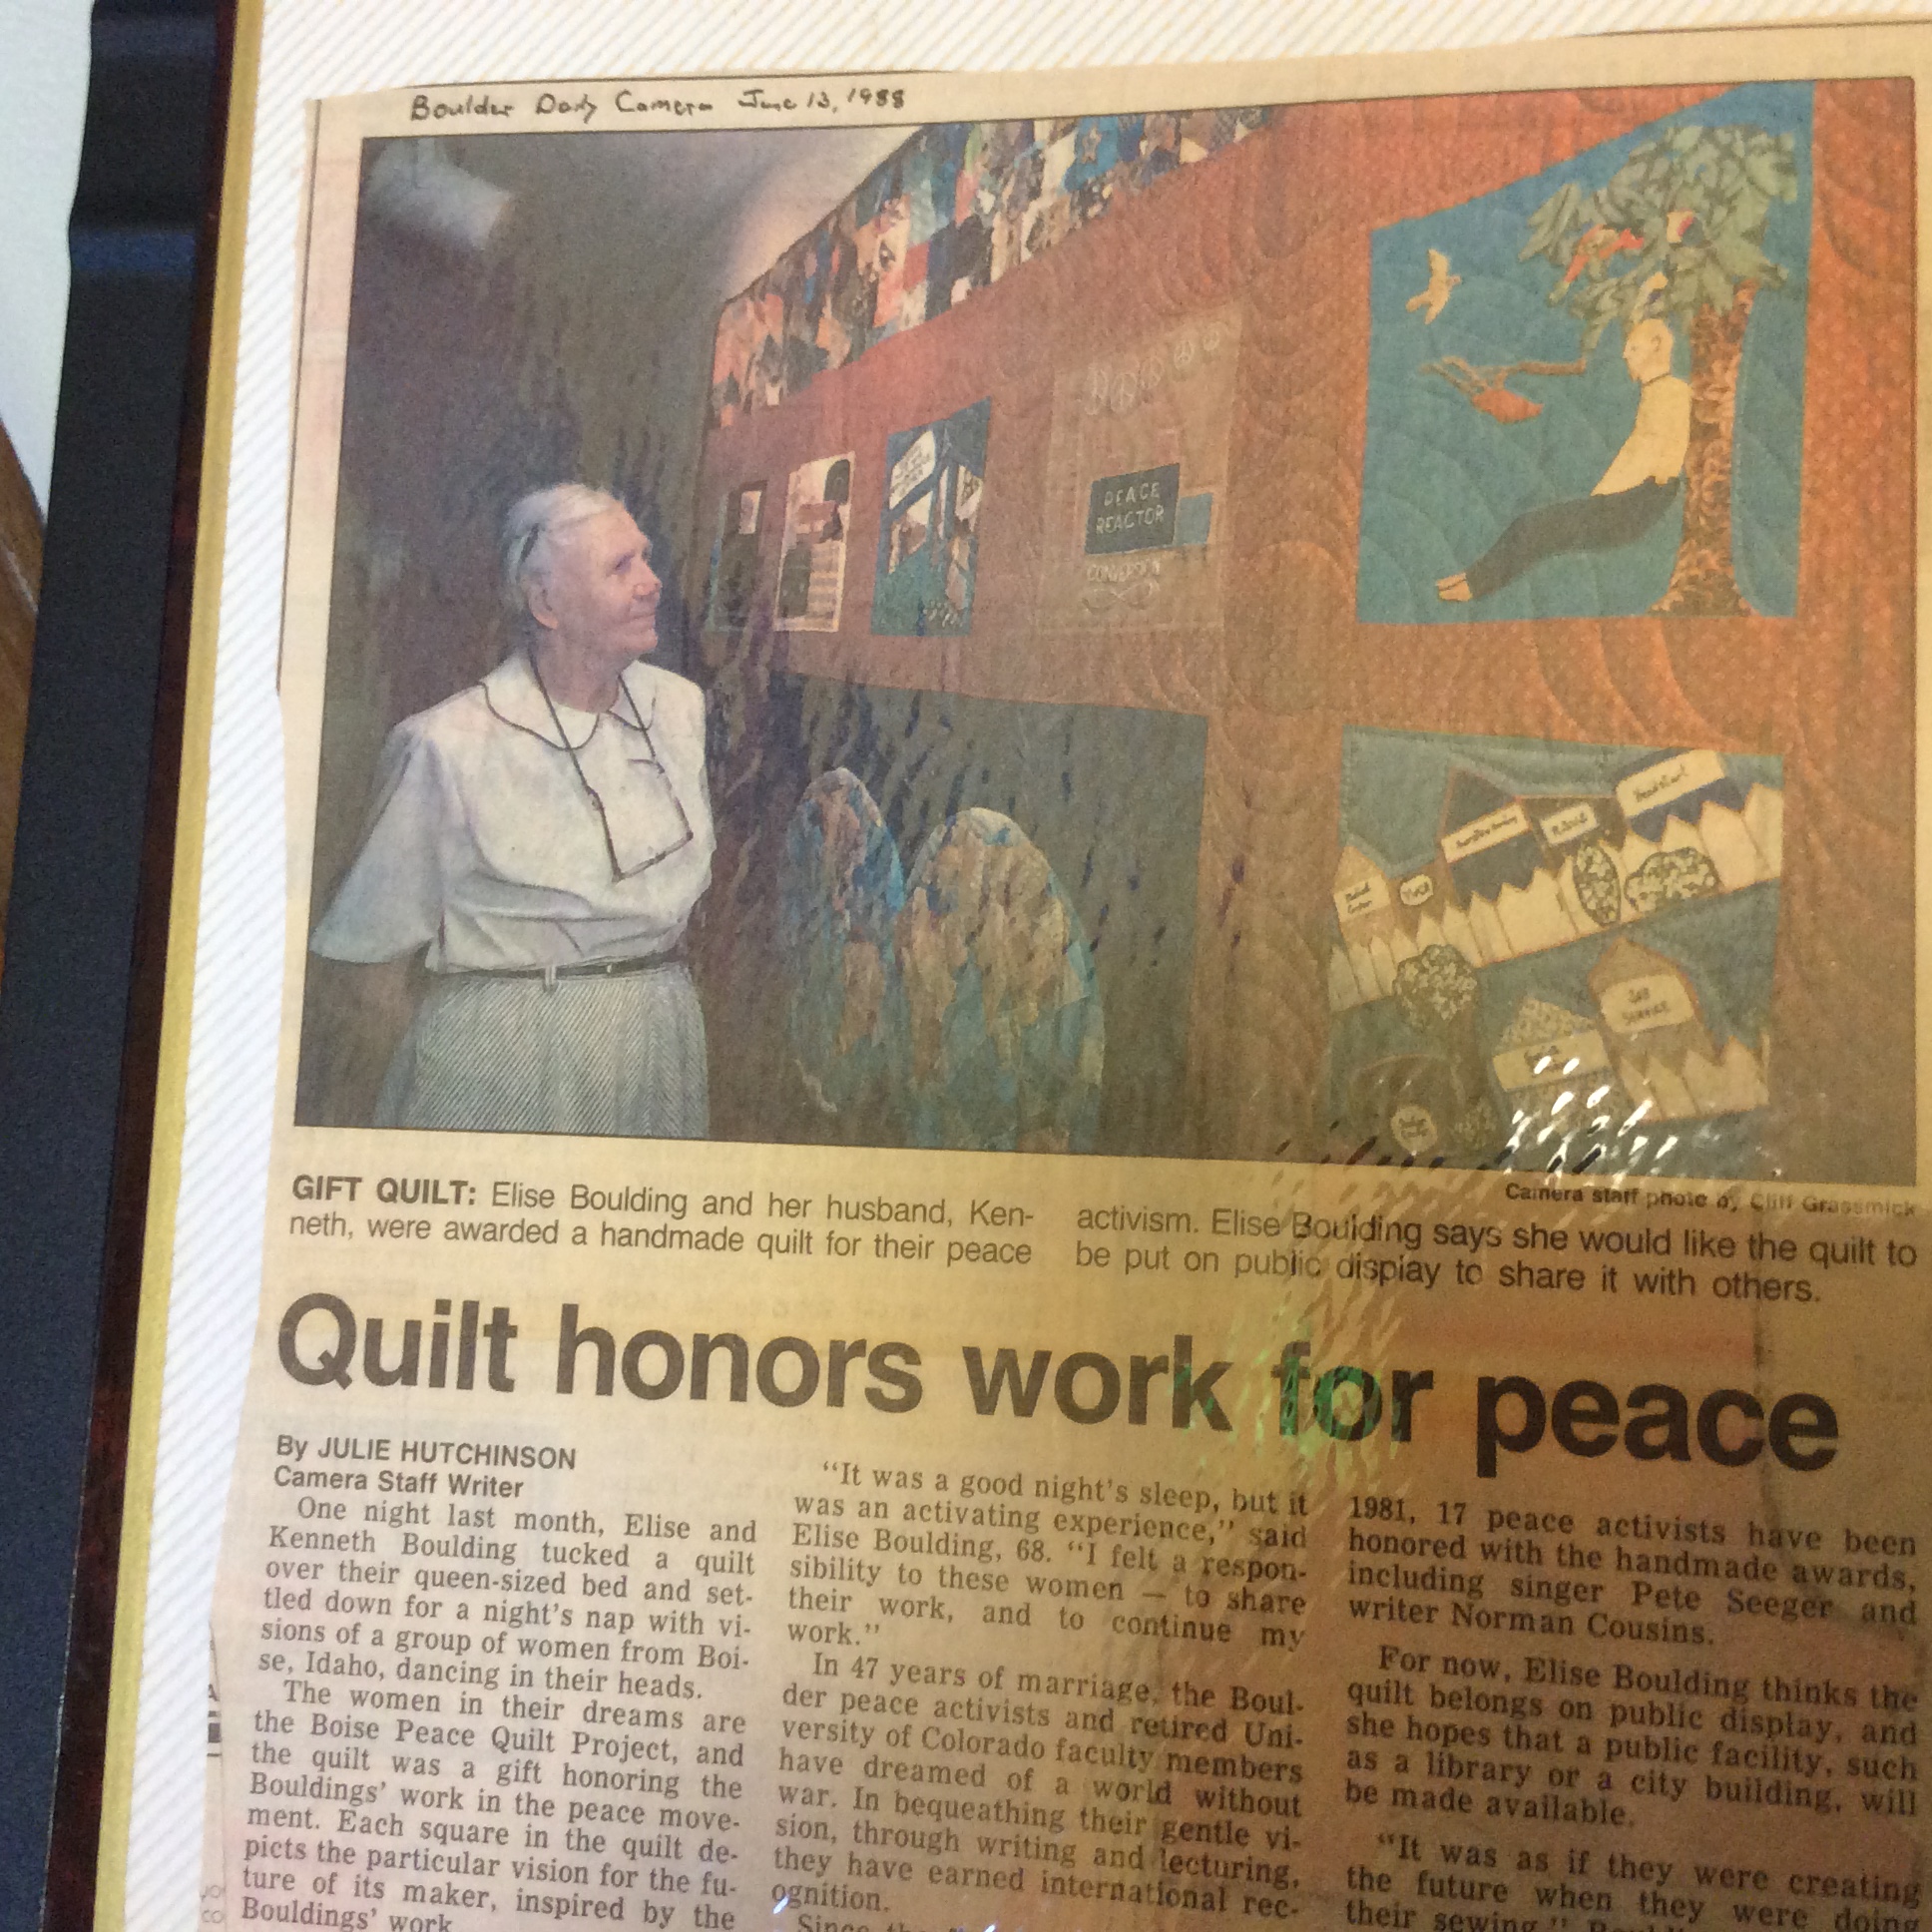 Boulder Daily Camera June 13, 1988
PEACE
REACTOR
CONVERSION
GIFT QUILT: Elise Boulding and her husband, Ken-
neth, were awarded a handmade quilt for their peace
Camera staff photo by Cliff Grassmick
activism. Elise Boulding says she would like the quilt to
be put on public display to share it with others.
Quilt honors work for peace
By JULIE HUTCHINSON
Camera Staff Writer
One night last month, Elise and
Kenneth Boulding tucked a quilt
over their queen-sized bed and set-
tled down for a night's nap with vi-
sions of a group of women from Boi-
se, Idaho, dancing in their heads.
The women in their dreams are
the Boise Peace Quilt Project, and
the quilt was a gift honoring the
Bouldings' work in the peace move-
ment. Each square in the quilt de-
picts the particular vision for the fu-
ture of its maker, inspired by the
Bouldings' work
"It was a good night's sleep, but it
was an activating experience," said
Elise Boulding, 68. "I felt a respon-
sibility to these women — to share
their work, and to continue my
work."
In 47 years of marriage, the Boul-
der peace activists and retired Uni-
versity of Colorado faculty members
have dreamed of a world without
war. In bequeathing their gentle vi-
sion, through writing and lecturing,
they have earned international rec-
ognition.
Since
1981, 17 peace activists have been
honored with the handmade awards,
including singer Pete Seeger and
writer Norman Cousins.
For now, Elise Boulding thinks the
quilt belongs on public display, and
she hopes that a public facility, such
as a library or a city building, will
be made available.
"It was as if they were creating
the future when they were doing
their sewing,"